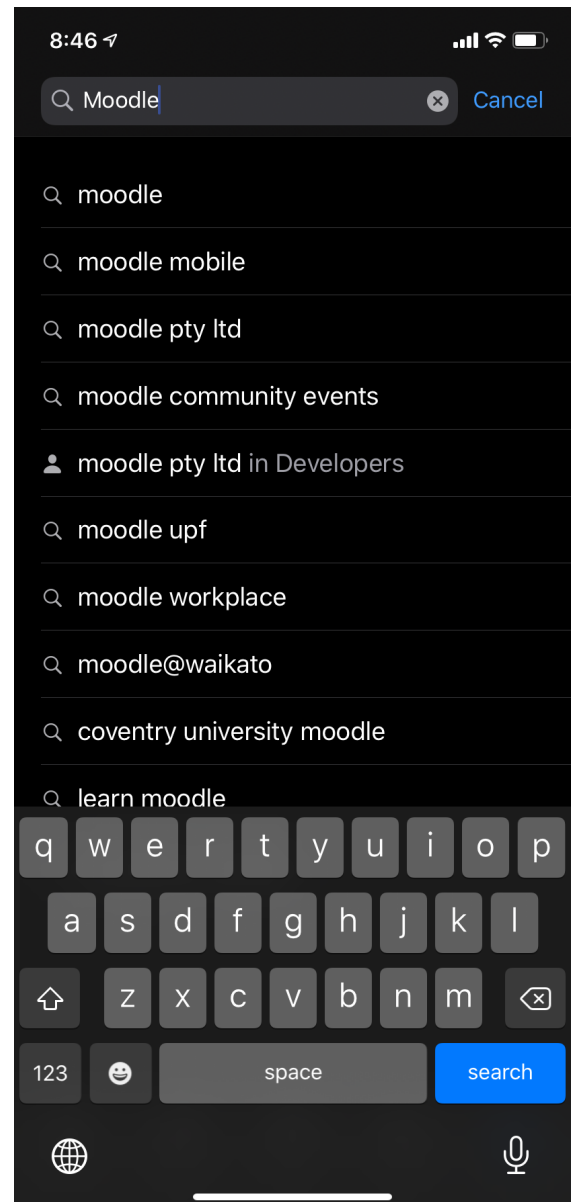 8:46
Moodle
Cancel
moodle
moodle mobile
moodle pty ltd
moodle community events
moodle pty ltd in Developers
moodle upf
moodle workplace
moodle@waikato
coventry university moodle
learn moodle
q w e r t y u i o p
a s d f g h j k l
z x c v b n m
123 space search